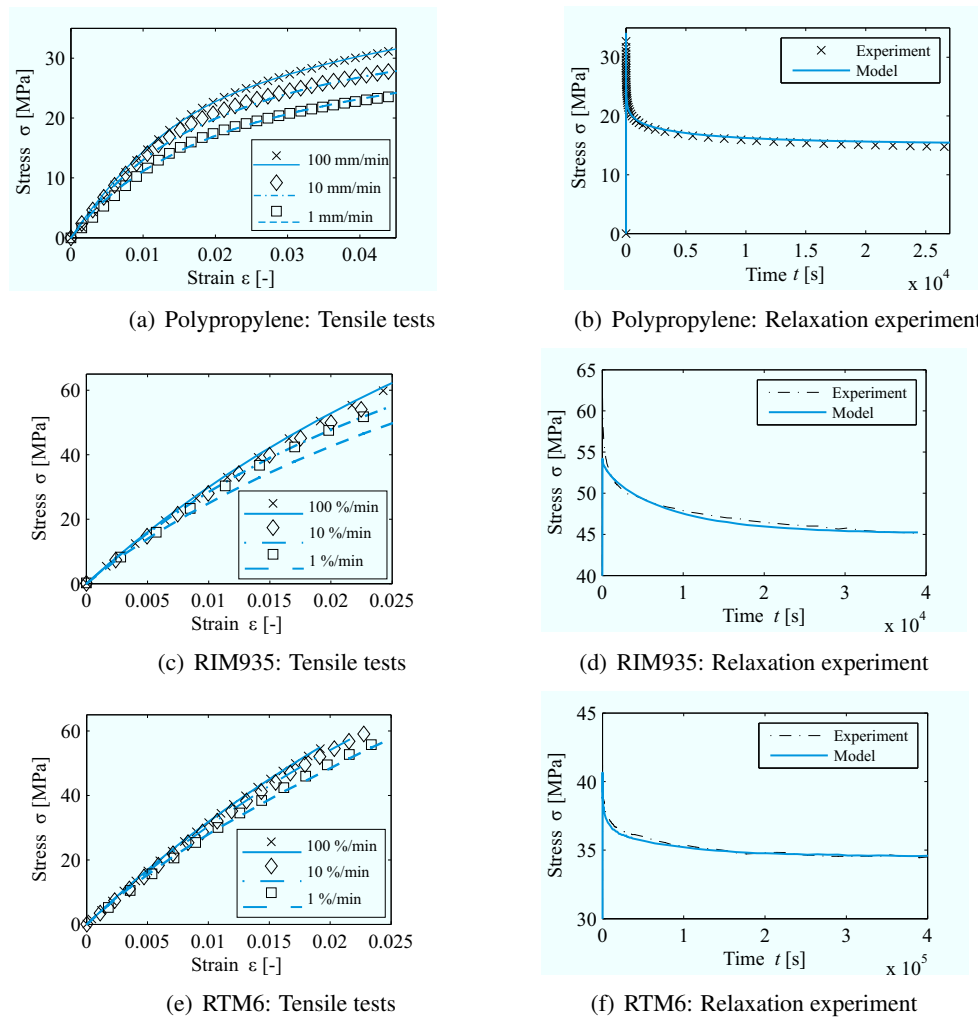 30
20
10
0
Stress σ [MPa]
0 0.01 0.02 0.03 0.04
Strain ε [-]
100 mm/min
10 mm/min
1 mm/min
(a) Polypropylene: Tensile tests
30
20
10
0
Stress σ [MPa]
0 0.5 1 1.5 2 2.5
Time t [s]
x 10⁴
Experiment
Model
(b) Polypropylene: Relaxation experiment
60
40
20
0
Stress σ [MPa]
0 0.005 0.01 0.015 0.02 0.025
Strain ε [-]
100 %/min
10 %/min
1 %/min
(c) RIM935: Tensile tests
65
60
55
50
45
40
Stress σ [MPa]
0 1 2 3 4
Time t [s]
x 10⁴
Experiment
Model
(d) RIM935: Relaxation experiment
60
40
20
0
Stress σ [MPa]
0 0.005 0.01 0.015 0.02 0.025
Strain ε [-]
100 %/min
10 %/min
1 %/min
(e) RTM6: Tensile tests
45
40
35
30
Stress σ [MPa]
0 1 2 3 4
Time t [s]
x 10⁵
Experiment
Model
(f) RTM6: Relaxation experiment